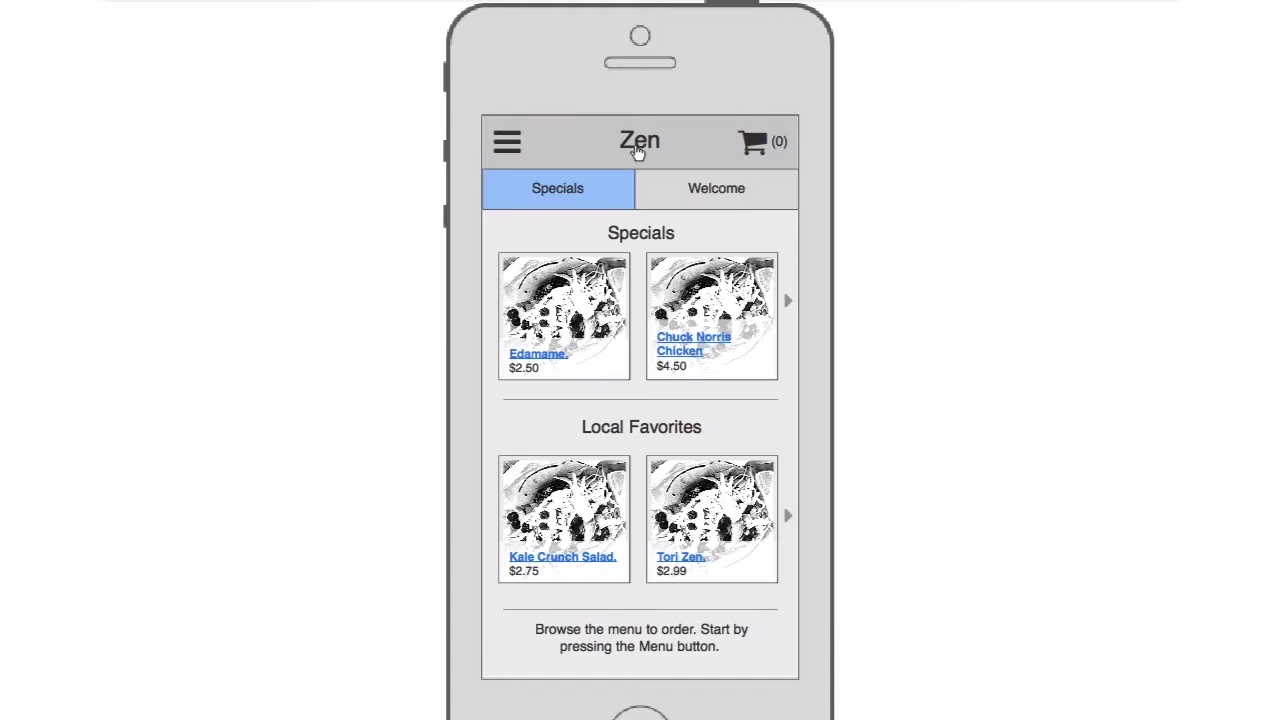 Zen
(0)
Specials
Welcome
Specials
Edamame.
$2.50
Chuck Norris
Chicken
$4.50
Local Favorites
Kale Crunch Salad.
$2.75
Tori Zen.
$2.99
Browse the menu to order. Start by
pressing the Menu button.